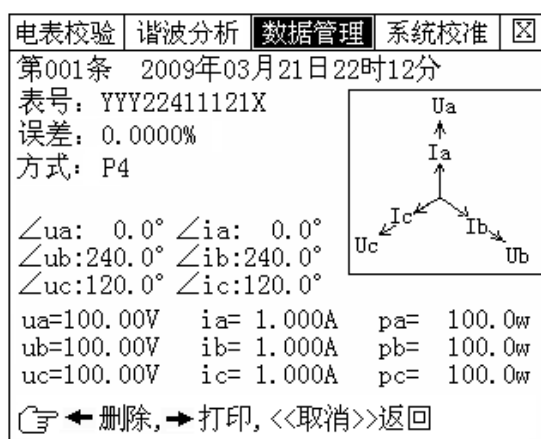 电表校验 谐波分析 数据管理 系统校准
第001条 2009年03月21日22时12分
表号: YYY22411121X
误差: 0.0000%
方式: P4
Ua
Ia
Ic
Ib
Uc
Ub
∠ua: 0.0° ∠ia: 0.0°
∠ub:240.0° ∠ib:240.0°
∠uc:120.0° ∠ic:120.0°
ua=100.00V ia= 1.000A pa= 100.0w
ub=100.00V ib= 1.000A pb= 100.0w
uc=100.00V ic= 1.000A pc= 100.0w
←删除,→打印,<<取消>>返回